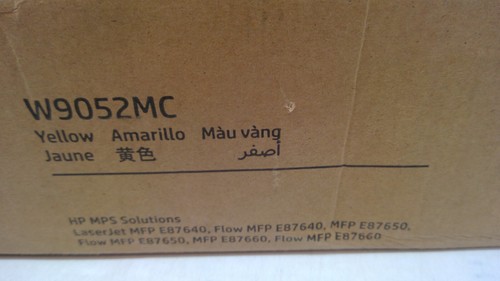 W9052MC
Yellow Amarillo Màu vàng
Jaune 黄色 أصفر
HP MPS Solutions
LaserJet MFP E87640, Flow MFP E87640, MFP E87650,
Flow MFP E87650, MFP E87660, Flow MFP E87660